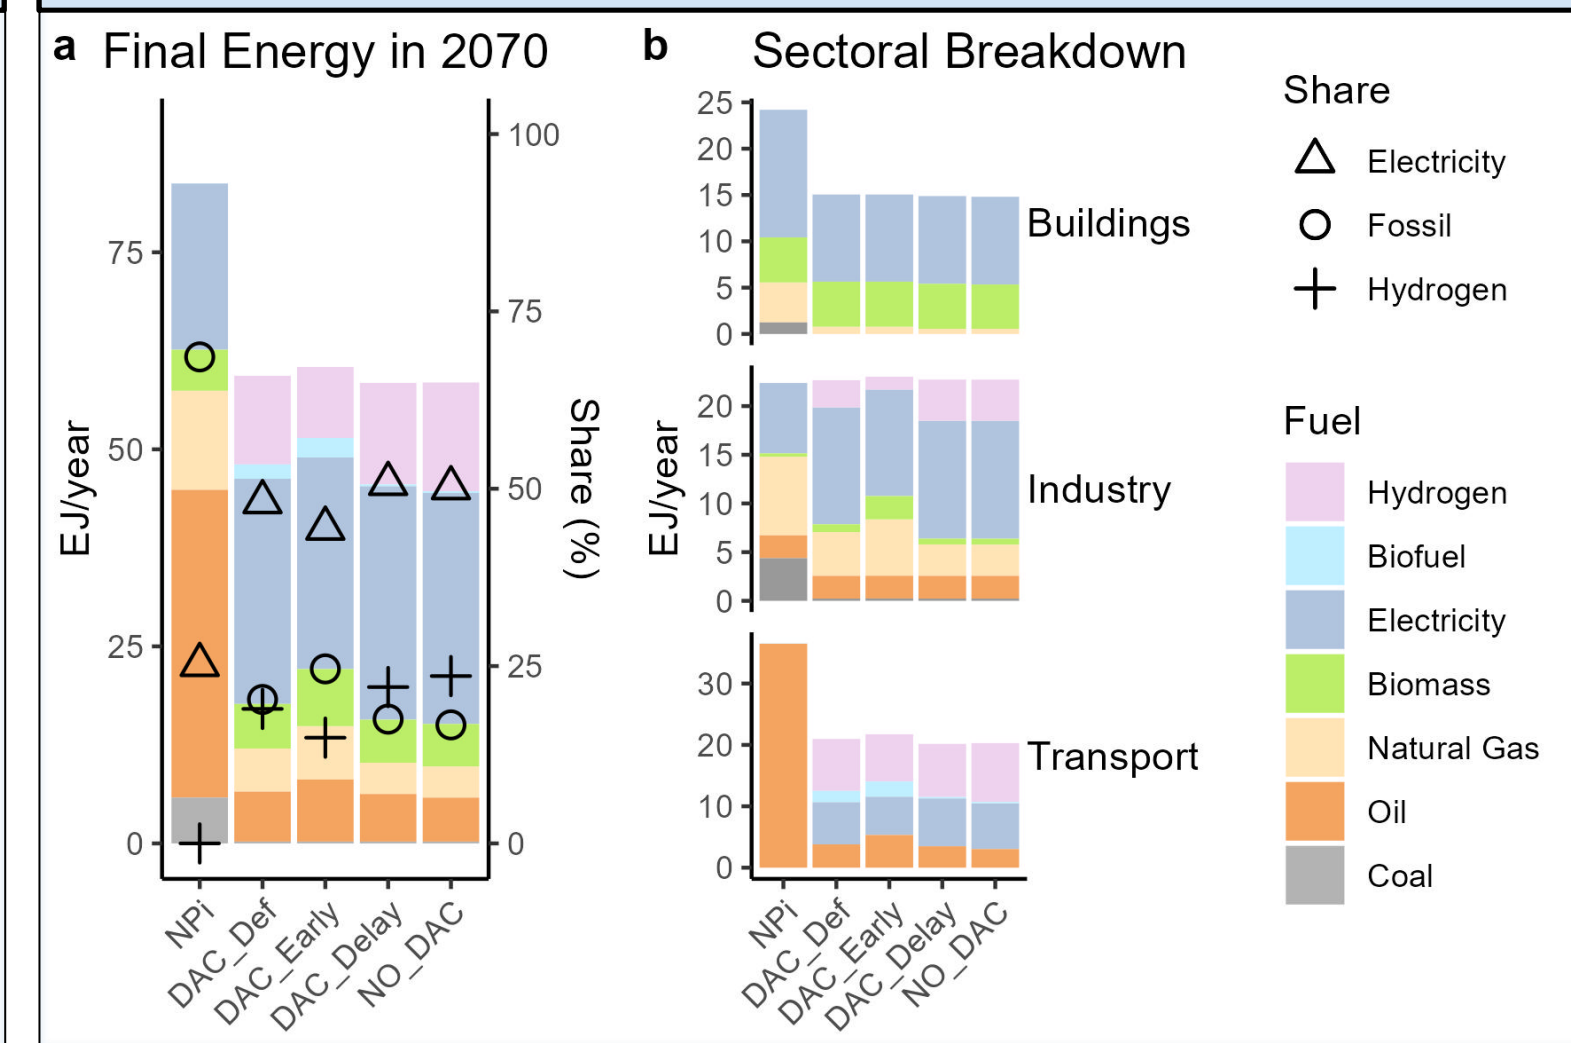 a Final Energy in 2070
EJ/year
75
50
25
0
100
75
50
25
0
Share (%)
NPi
DAC_Def
DAC_Early
DAC_Delay
NO_DAC
b Sectoral Breakdown
EJ/year
25
20
15
10
5
0
Buildings
20
15
10
5
0
Industry
30
20
10
0
Transport
NPi
DAC_Def
DAC_Early
DAC_Delay
NO_DAC
Share
Electricity
Fossil
Hydrogen
Fuel
Hydrogen
Biofuel
Electricity
Biomass
Natural Gas
Oil
Coal